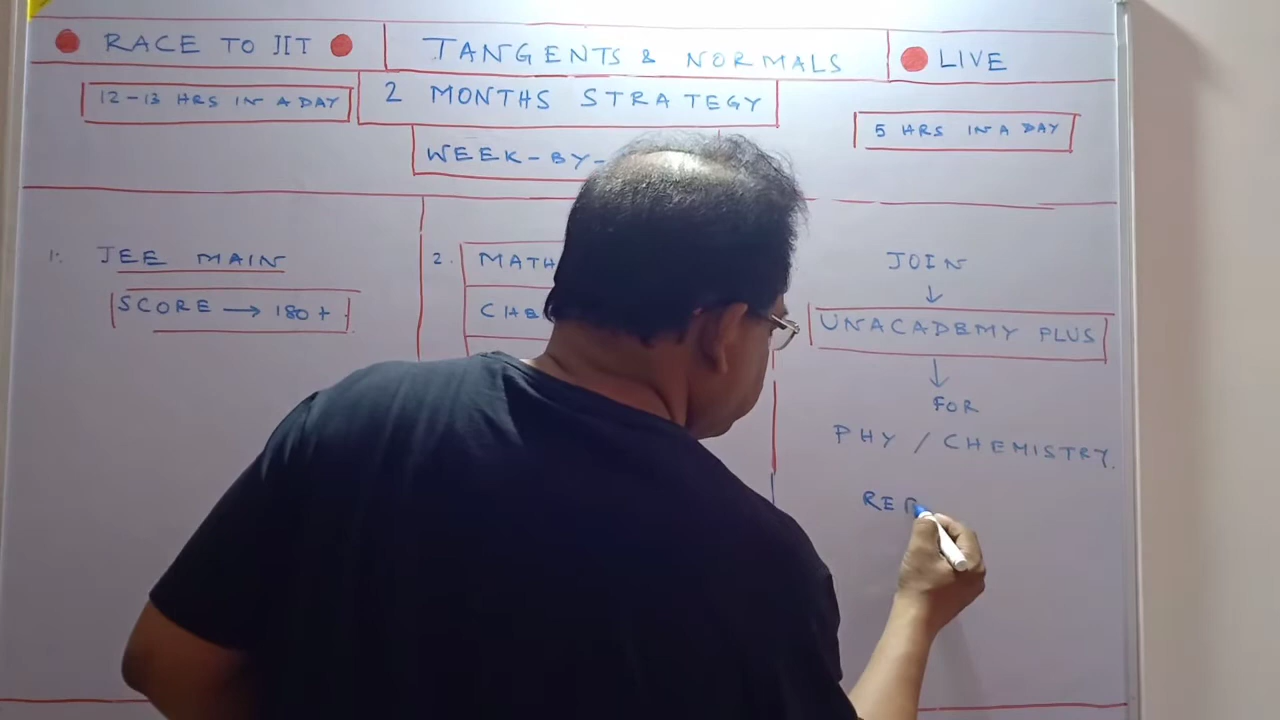 RACE TO IIT
TANGENTS & NORMALS
LIVE
12-13 HRS IN A DAY
2 MONTHS STRATEGY
5 HRS IN A DAY
WEEK-BY-
1. JEE MAIN
SCORE → 180+
2. MATH
CHE
JOIN
↓
UNACADEMY PLUS
↓
FOR
PHY / CHEMISTRY.
RE